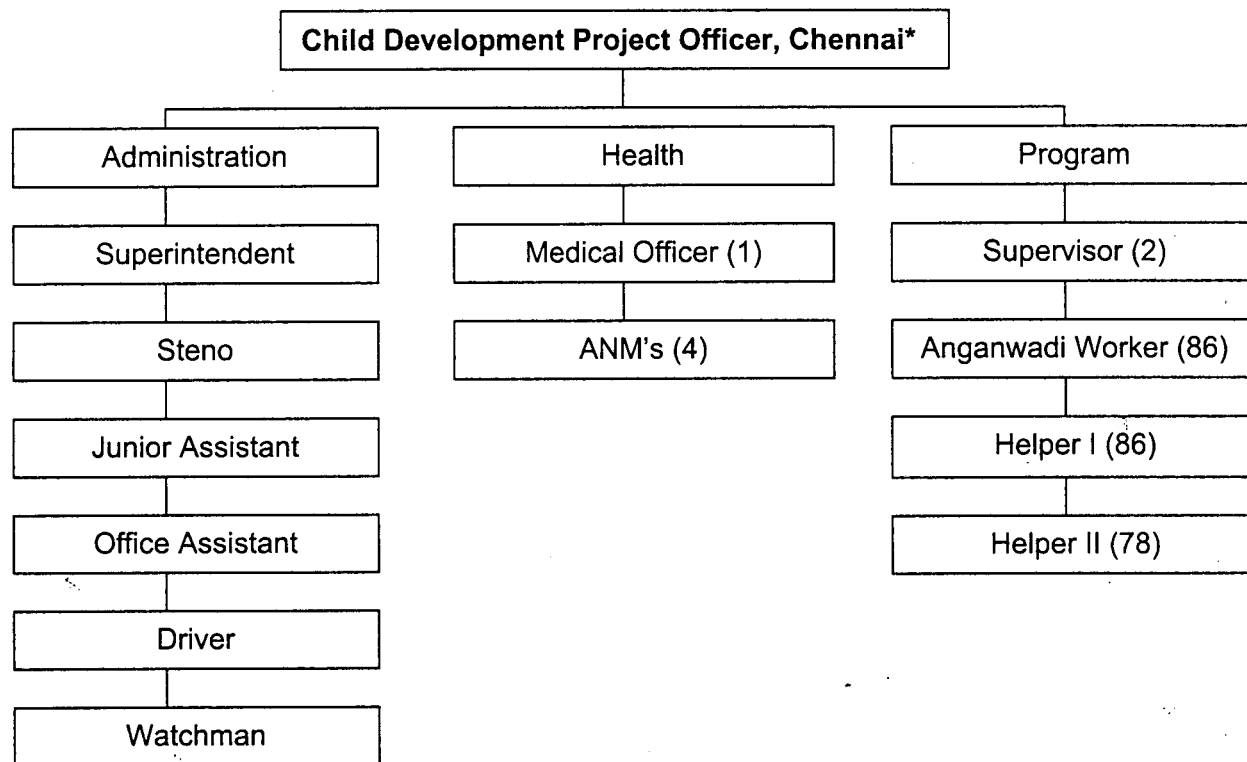 Child Development Project Officer, Chennai*
Administration
Health
Program
Superintendent
Medical Officer (1)
Supervisor (2)
Steno
ANM's (4)
Anganwadi Worker (86)
Junior Assistant
Helper I (86)
Office Assistant
Helper II (78)
Driver
Watchman